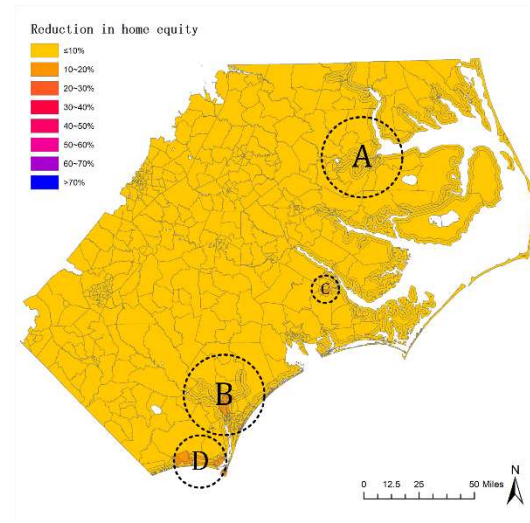 Reduction in home equity
≤10%
10~20%
20~30%
30~40%
40~50%
50~60%
60~70%
>70%
A
C
B
D
N
0 12.5 25 50 Miles